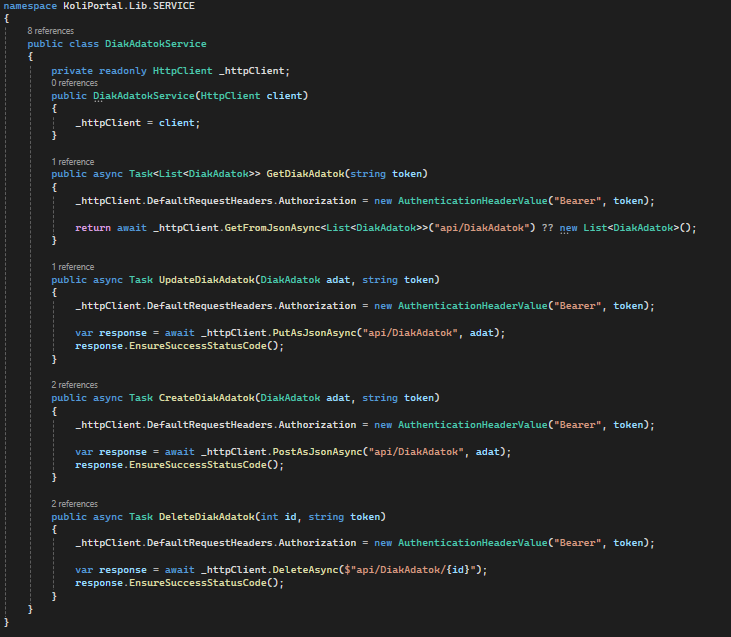 namespace KoliPortal.Lib.SERVICE
{
8 references
public class DiakAdatokService
{
private readonly HttpClient _httpClient;
0 references
public DiakAdatokService(HttpClient client)
{
_httpClient = client;
}
1 reference
public async Task<List<DiakAdatok>> GetDiakAdatok(string token)
{
_httpClient.DefaultRequestHeaders.Authorization = new AuthenticationHeaderValue("Bearer", token);
return await _httpClient.GetFromJsonAsync<List<DiakAdatok>>("api/DiakAdatok") ?? new List<DiakAdatok>();
}
1 reference
public async Task UpdateDiakAdatok(DiakAdatok adat, string token)
{
_httpClient.DefaultRequestHeaders.Authorization = new AuthenticationHeaderValue("Bearer", token);
var response = await _httpClient.PutAsJsonAsync("api/DiakAdatok", adat);
response.EnsureSuccessStatusCode();
}
2 references
public async Task CreateDiakAdatok(DiakAdatok adat, string token)
{
_httpClient.DefaultRequestHeaders.Authorization = new AuthenticationHeaderValue("Bearer", token);
var response = await _httpClient.PostAsJsonAsync("api/DiakAdatok", adat);
response.EnsureSuccessStatusCode();
}
2 references
public async Task DeleteDiakAdatok(int id, string token)
{
_httpClient.DefaultRequestHeaders.Authorization = new AuthenticationHeaderValue("Bearer", token);
var response = await _httpClient.DeleteAsync($"api/DiakAdatok/{id}");
response.EnsureSuccessStatusCode();
}
}
}